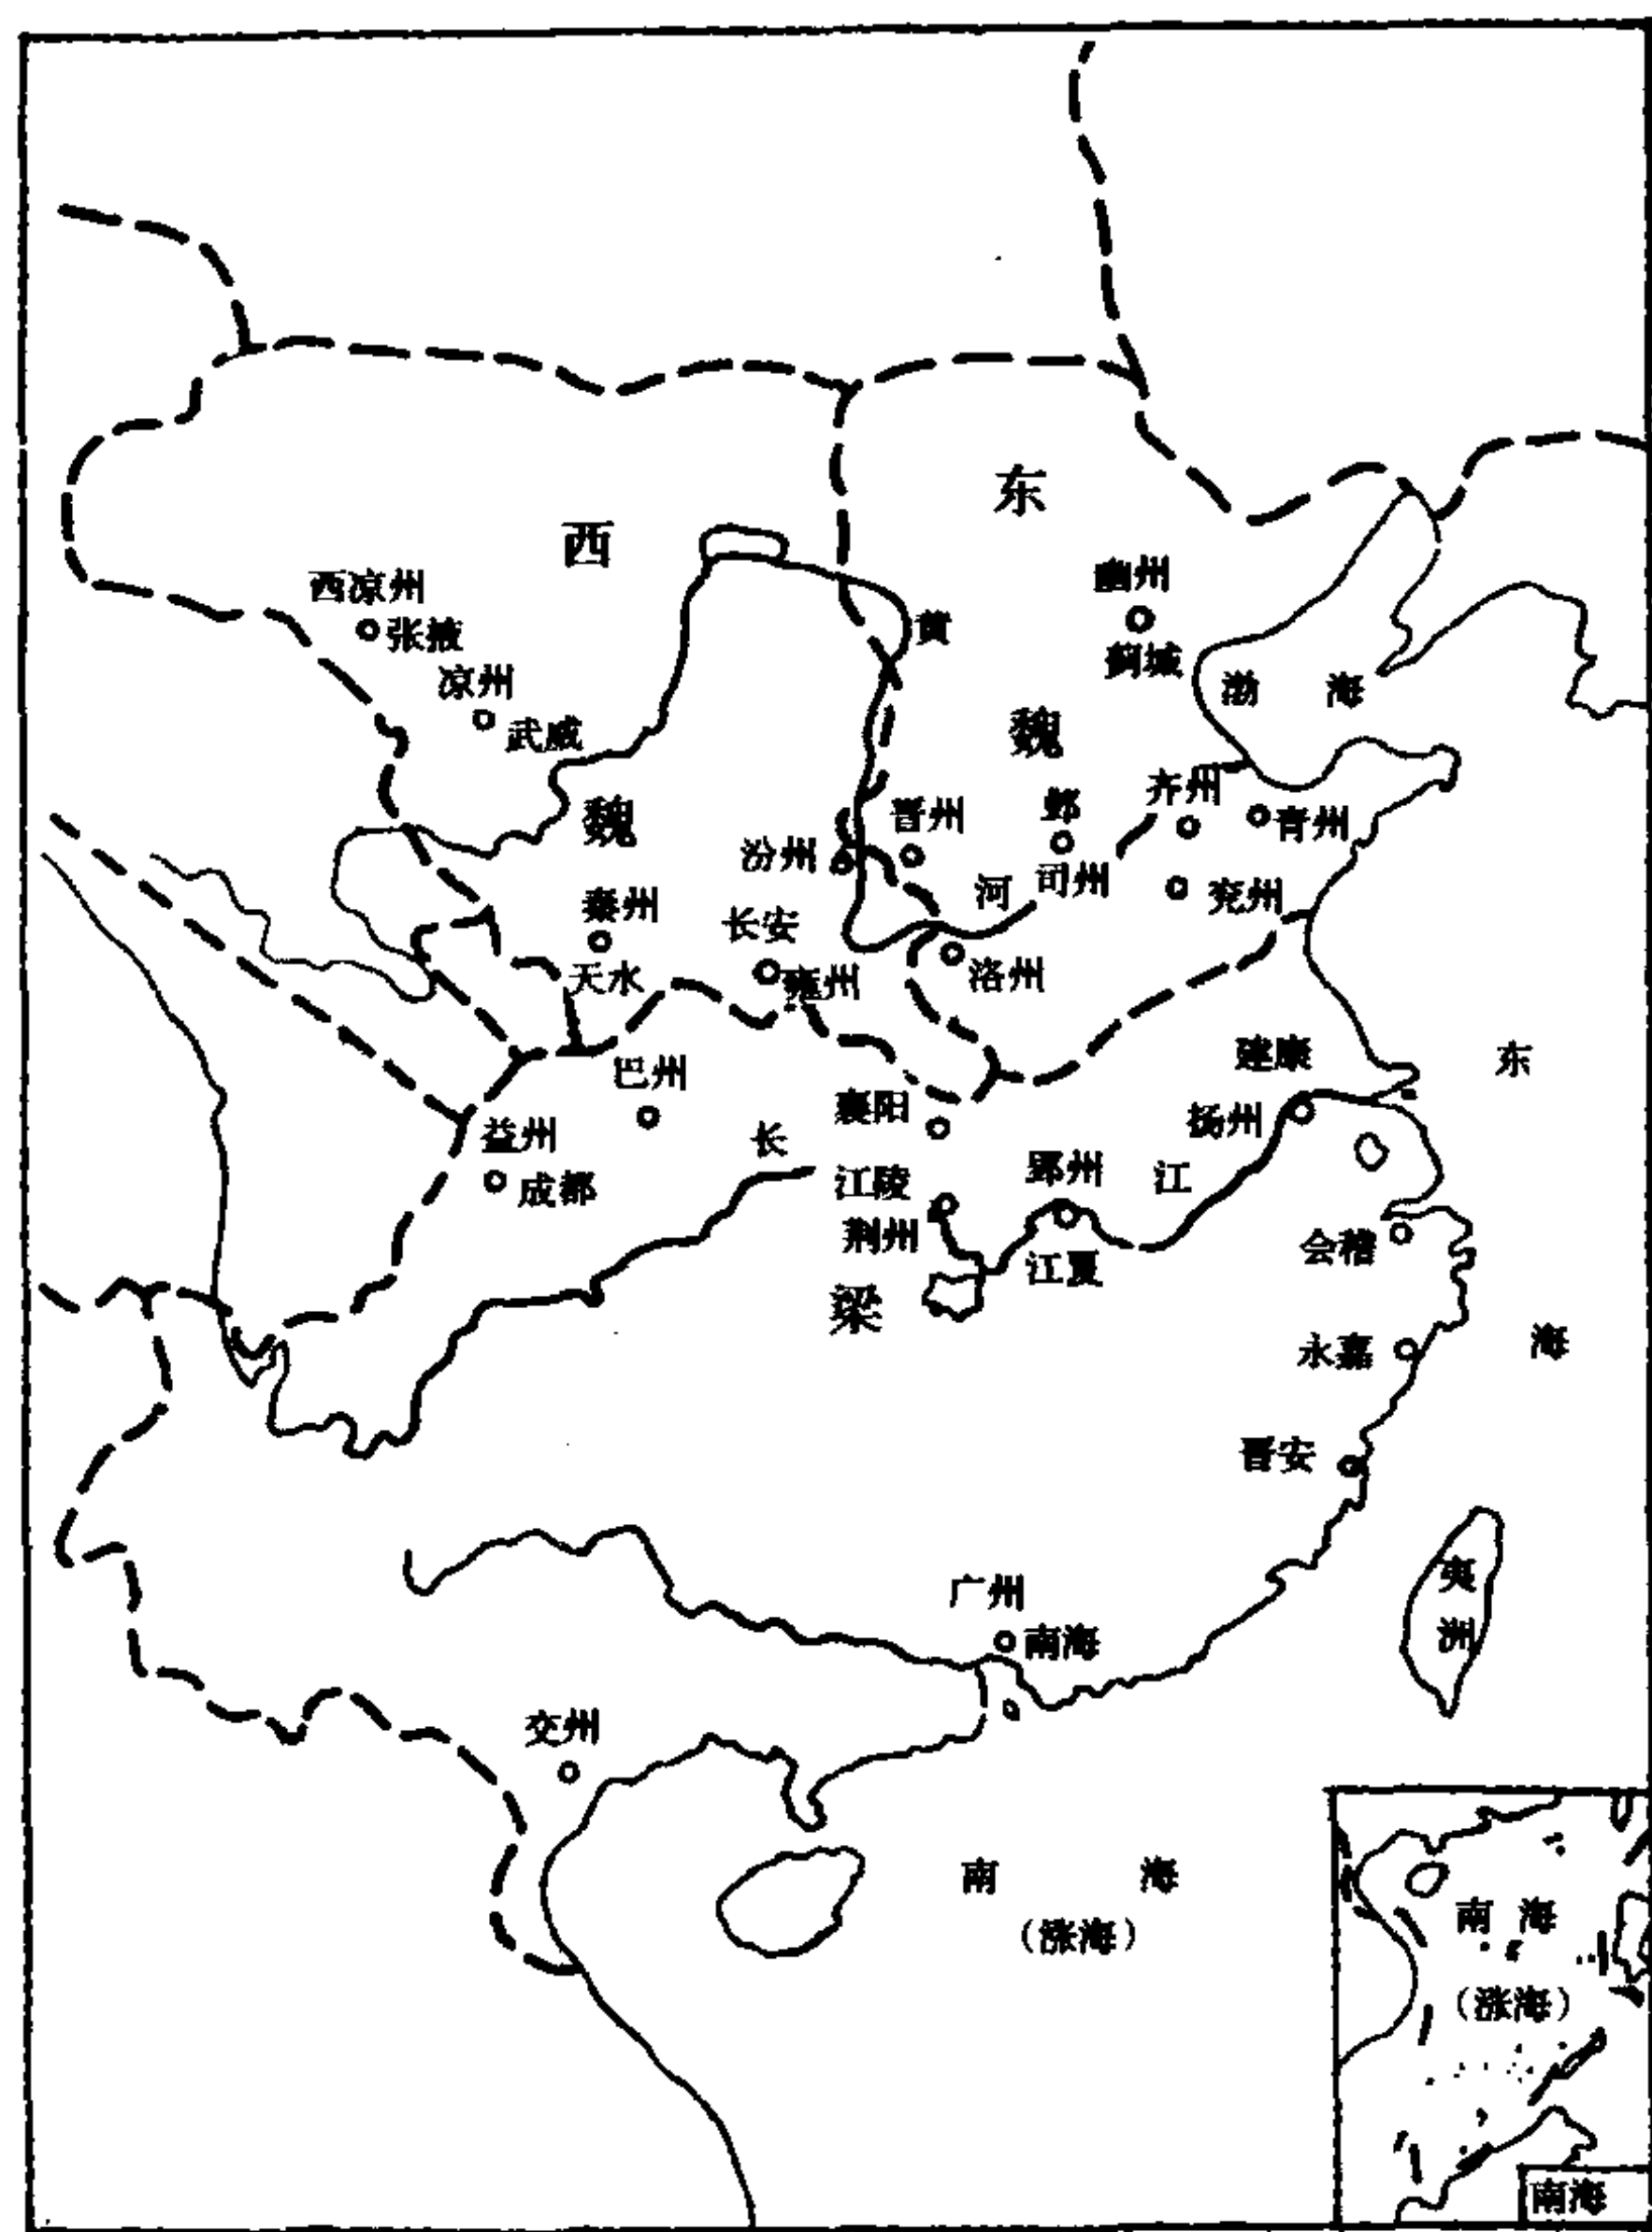 东
西
幽州
西凉州
黄
张掖
蓟城
凉州
渤 海
武威
魏
齐州
晋州
邺
魏
青州
汾州
司州
河
兖州
秦州
长安
天水
雍州
洛州
建康
东
巴州
襄阳
扬州
益州
长
郢州
江
江陵
成都
荆州
会稽
江夏
梁
海
永嘉
晋安
夷
洲
广州
南海
交州
南 海
(涨海)
南 海
(涨海)
南海